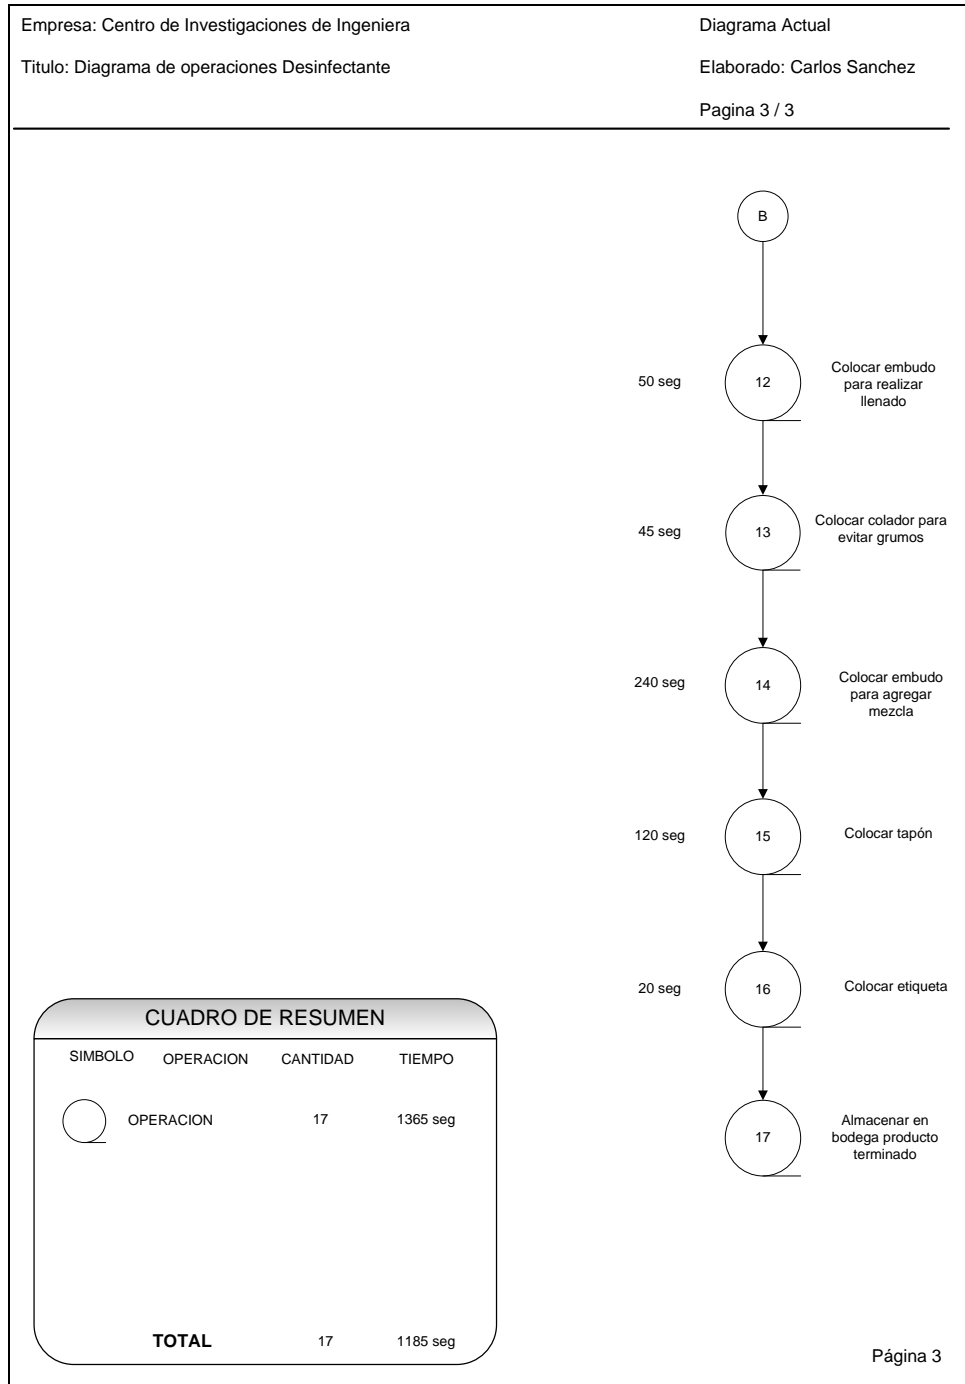 Empresa: Centro de Investigaciones de Ingeniera
Diagrama Actual
Titulo: Diagrama de operaciones Desinfectante
Elaborado: Carlos Sanchez
Pagina 3 / 3
B
50 seg
12
Colocar embudo
para realizar
llenado
45 seg
13
Colocar colador para
evitar grumos
240 seg
14
Colocar embudo
para agregar
mezcla
120 seg
15
Colocar tapón
20 seg
16
Colocar etiqueta
17
Almacenar en
bodega producto
terminado
CUADRO DE RESUMEN
SIMBOLO OPERACION CANTIDAD TIEMPO
OPERACION 17 1365 seg
TOTAL 17 1185 seg
Página 3